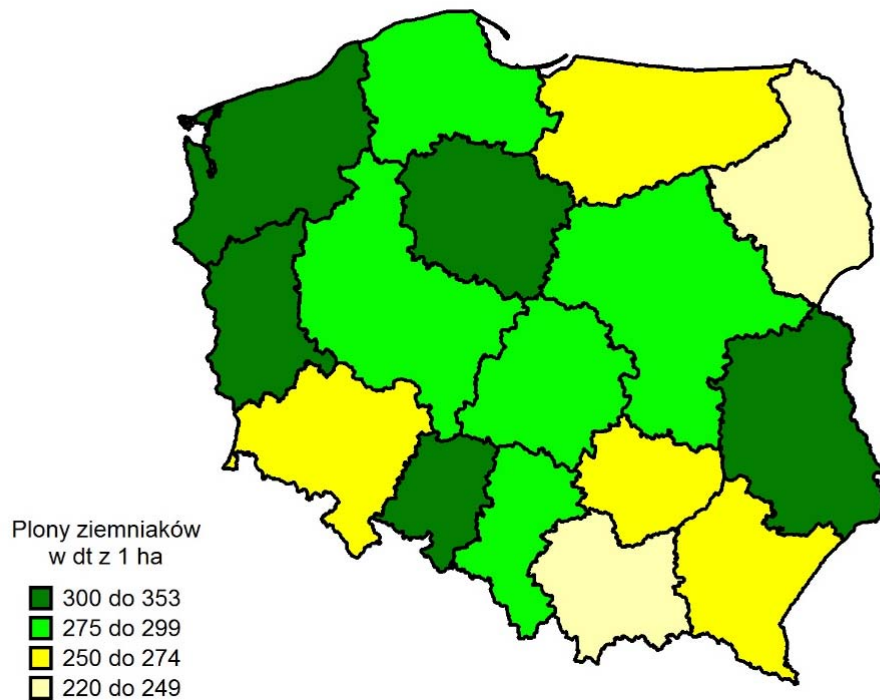 Plony ziemniaków
w dt z 1 ha
300 do 353
275 do 299
250 do 274
220 do 249